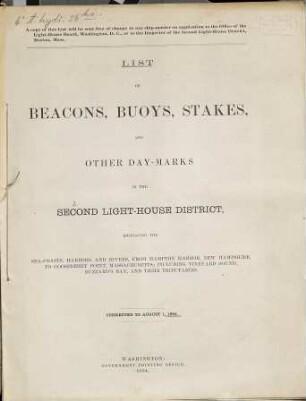 A copy of this List will be sent free of charge to any ship-master on application to the Office of the
Light-House Board, Washington, D. C., or to the Inspector of the Second Light-House District,
Boston, Mass.
LIST
OF
BEACONS, BUOYS, STAKES,
AND
OTHER DAY-MARKS
IN THE
SECOND LIGHT-HOUSE DISTRICT,
EMBRACING THE
SEA-COASTS, HARBORS, AND RIVERS, FROM HAMPTON HARBOR, NEW HAMPSHIRE,
TO GOOSEBERRY POINT, MASSACHUSETTS; INCLUDING VINEYARD SOUND,
BUZZARD'S BAY, AND THEIR TRIBUTARIES.
CORRECTED TO AUGUST 1,
WASHINGTON:
GOVERNMENT PRINTING OFFICE.